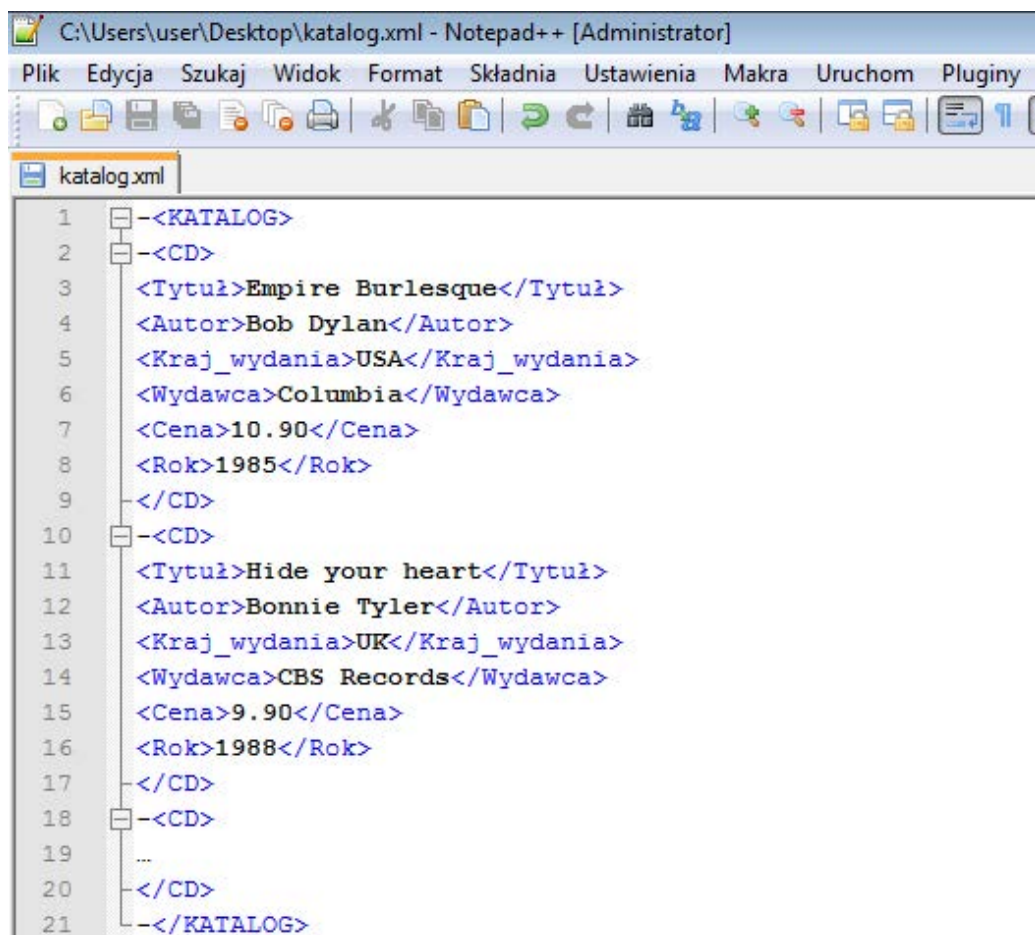 C:\Users\user\Desktop\katalog.xml - Notepad++ [Administrator]
Plik Edycja Szukaj Widok Format Składnia Ustawienia Makra Uruchom Pluginy
katalog.xml
1 -<KATALOG>
2 -<CD>
3 <Tytuł>Empire Burlesque</Tytuł>
4 <Autor>Bob Dylan</Autor>
5 <Kraj_wydania>USA</Kraj_wydania>
6 <Wydawca>Columbia</Wydawca>
7 <Cena>10.90</Cena>
8 <Rok>1985</Rok>
9 </CD>
10 -<CD>
11 <Tytuł>Hide your heart</Tytuł>
12 <Autor>Bonnie Tyler</Autor>
13 <Kraj_wydania>UK</Kraj_wydania>
14 <Wydawca>CBS Records</Wydawca>
15 <Cena>9.90</Cena>
16 <Rok>1988</Rok>
17 </CD>
18 -<CD>
19 …
20 </CD>
21 -</KATALOG>